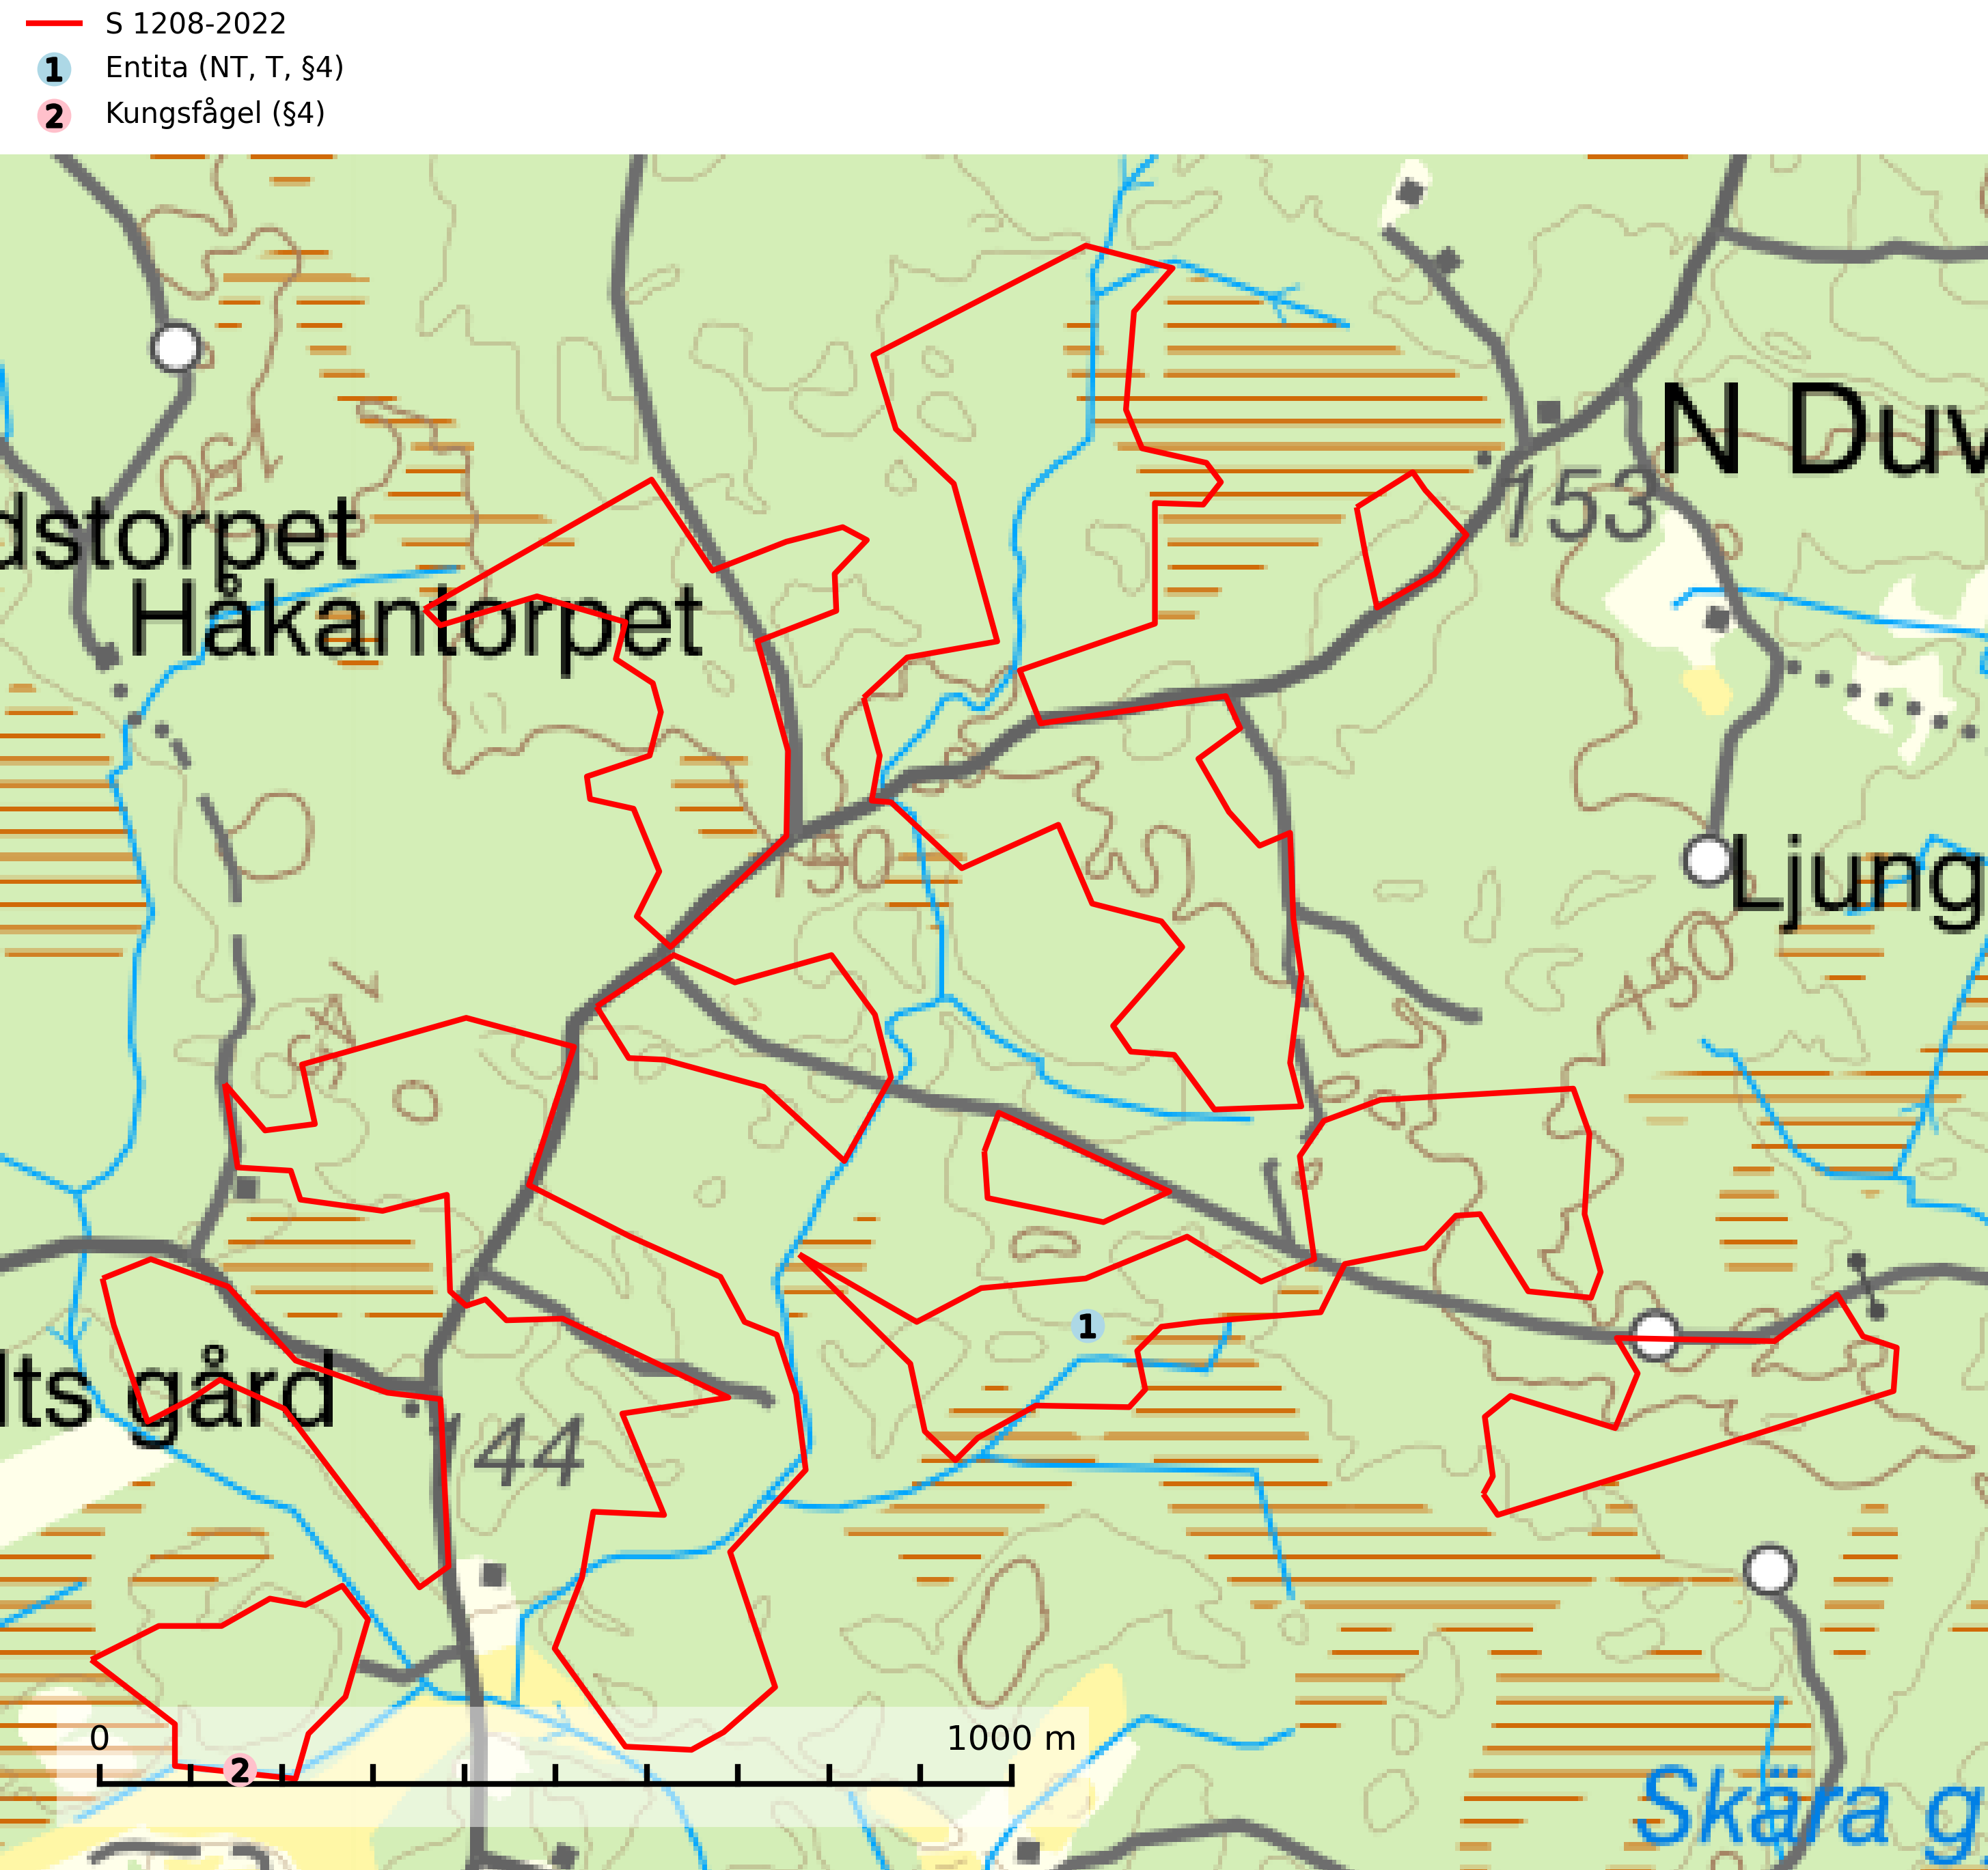 S 1208-2022
1 Entita (NT, T, §4)
2 Kungsfågel (§4)
N Duv
153
dstorpet
Håkantorpet
150
Ljung
150
1
lts gård
144
0 1000 m
2
Skära g